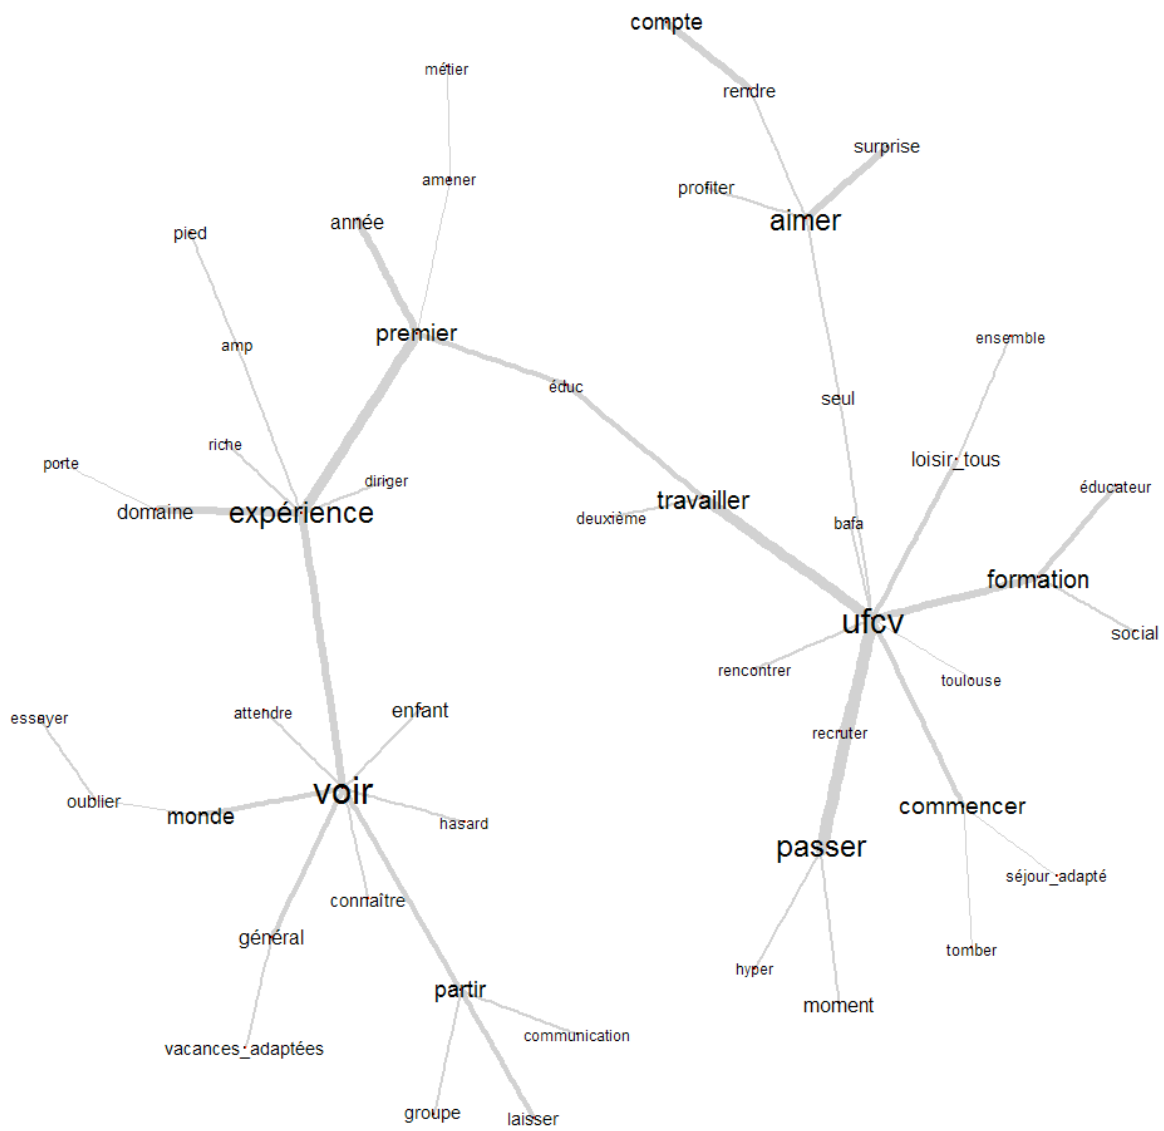 compte
métier
rendre
surprise
amener
profiter
aimer
année
pied
premier
ensemble
amp
éduc
seul
riche
loisir_tous
porte
diriger
éducateur
travailler
domaine
expérience
deuxième
bafa
formation
ufcv
social
rencontrer
toulouse
enfant
attendre
essayer
recruter
voir
oublier
commencer
monde
hasard
passer
séjour_adapté
connaître
général
tomber
hyper
partir
moment
communication
vacances_adaptées
groupe
laisser